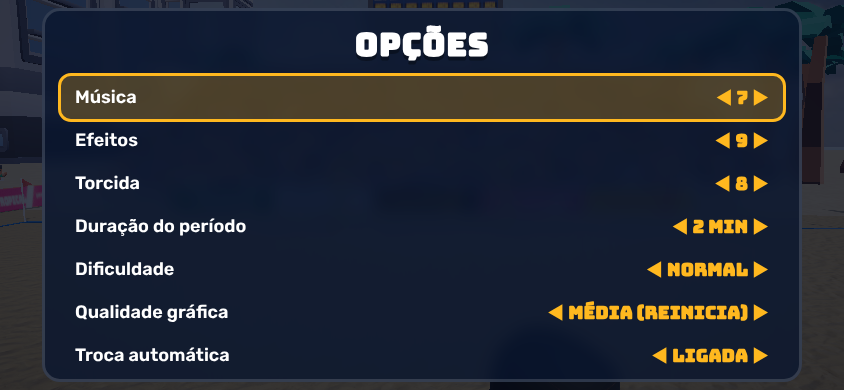 OPÇÕES
Música ◀ 7 ▶
Efeitos ◀ 9 ▶
Torcida ◀ 8 ▶
Duração do período ◀ 2 MIN ▶
Dificuldade ◀ NORMAL ▶
Qualidade gráfica ◀ MÉDIA (REINICIA) ▶
Troca automática ◀ LIGADA ▶